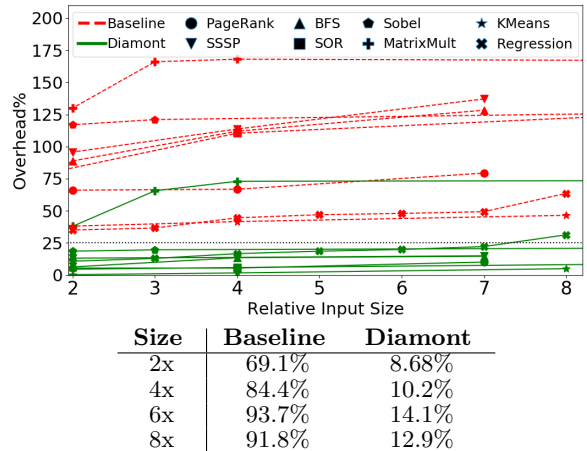 Baseline PageRank BFS Sobel KMeans
Diamont SSSP SOR MatrixMult Regression
200
175
150
125
100
75
50
25
0
Overhead%
2 3 4 5 6 7 8
Relative Input Size
Size Baseline Diamont
2x 69.1% 8.68%
4x 84.4% 10.2%
6x 93.7% 14.1%
8x 91.8% 12.9%